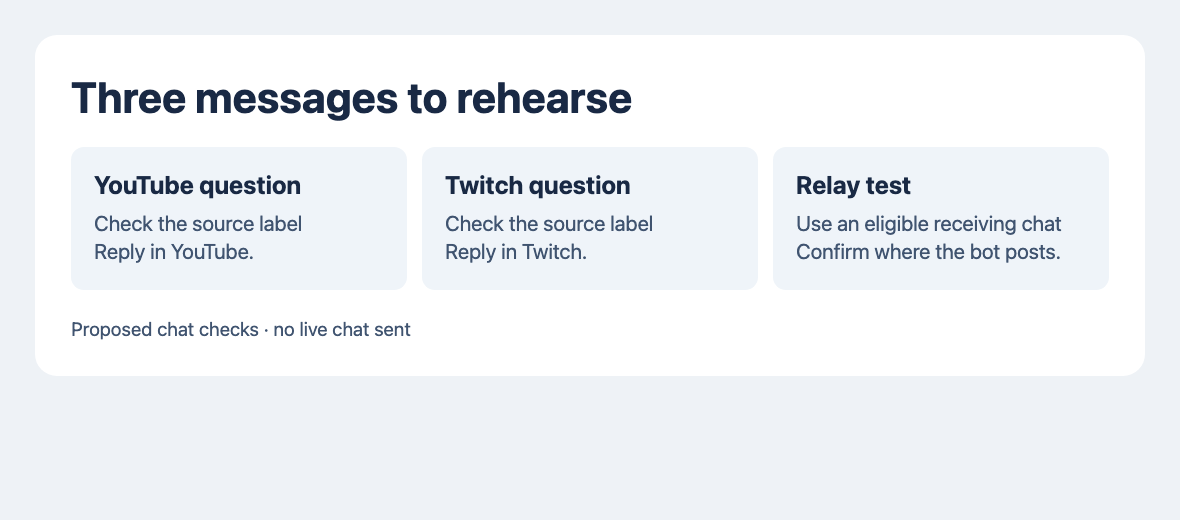 Three messages to rehearse
YouTube question
Check the source label
Reply in YouTube.
Twitch question
Check the source label
Reply in Twitch.
Relay test
Use an eligible receiving chat
Confirm where the bot posts.
Proposed chat checks · no live chat sent